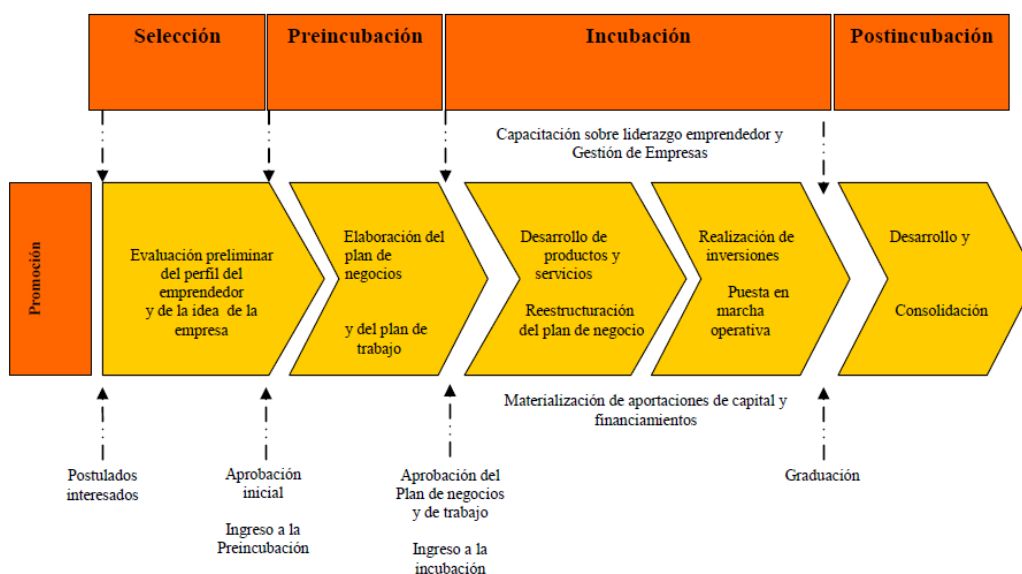 Selección
Preincubación
Incubación
Postincubación
Capacitación sobre liderazgo emprendedor y
Gestión de Empresas
Promoción
Evaluación preliminar
del perfil del
emprendedor
y de la idea de la
empresa
Elaboración del
plan de
negocios
y del plan de
trabajo
Desarrollo de
productos y
servicios
Reestructuración
del plan de negocio
Realización de
inversiones
Puesta en
marcha
operativa
Desarrollo y
Consolidación
Materialización de aportaciones de capital y
financiamientos
Postulados
interesados
Aprobación
inicial
Ingreso a la
Preincubación
Aprobación del
Plan de negocios
y de trabajo
Ingreso a la
incubación
Graduación